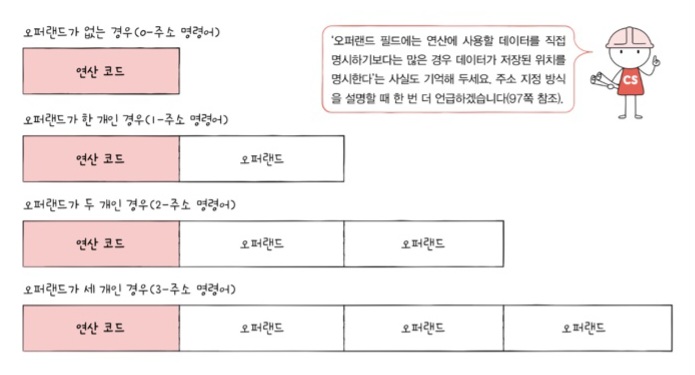 오퍼랜드가 없는 경우(0-주소 명령어)
연산 코드
'오퍼랜드 필드에는 연산에 사용할 데이터를 직접
명시하기보다는 많은 경우 데이터가 저장된 위치를
명시한다'는 사실도 기억해 두세요. 주소 지정 방식
을 설명할 때 한 번 더 언급하겠습니다(97쪽 참조).
CS
오퍼랜드가 한 개인 경우(1-주소 명령어)
연산 코드 오퍼랜드
오퍼랜드가 두 개인 경우(2-주소 명령어)
연산 코드 오퍼랜드 오퍼랜드
오퍼랜드가 세 개인 경우(3-주소 명령어)
연산 코드 오퍼랜드 오퍼랜드 오퍼랜드